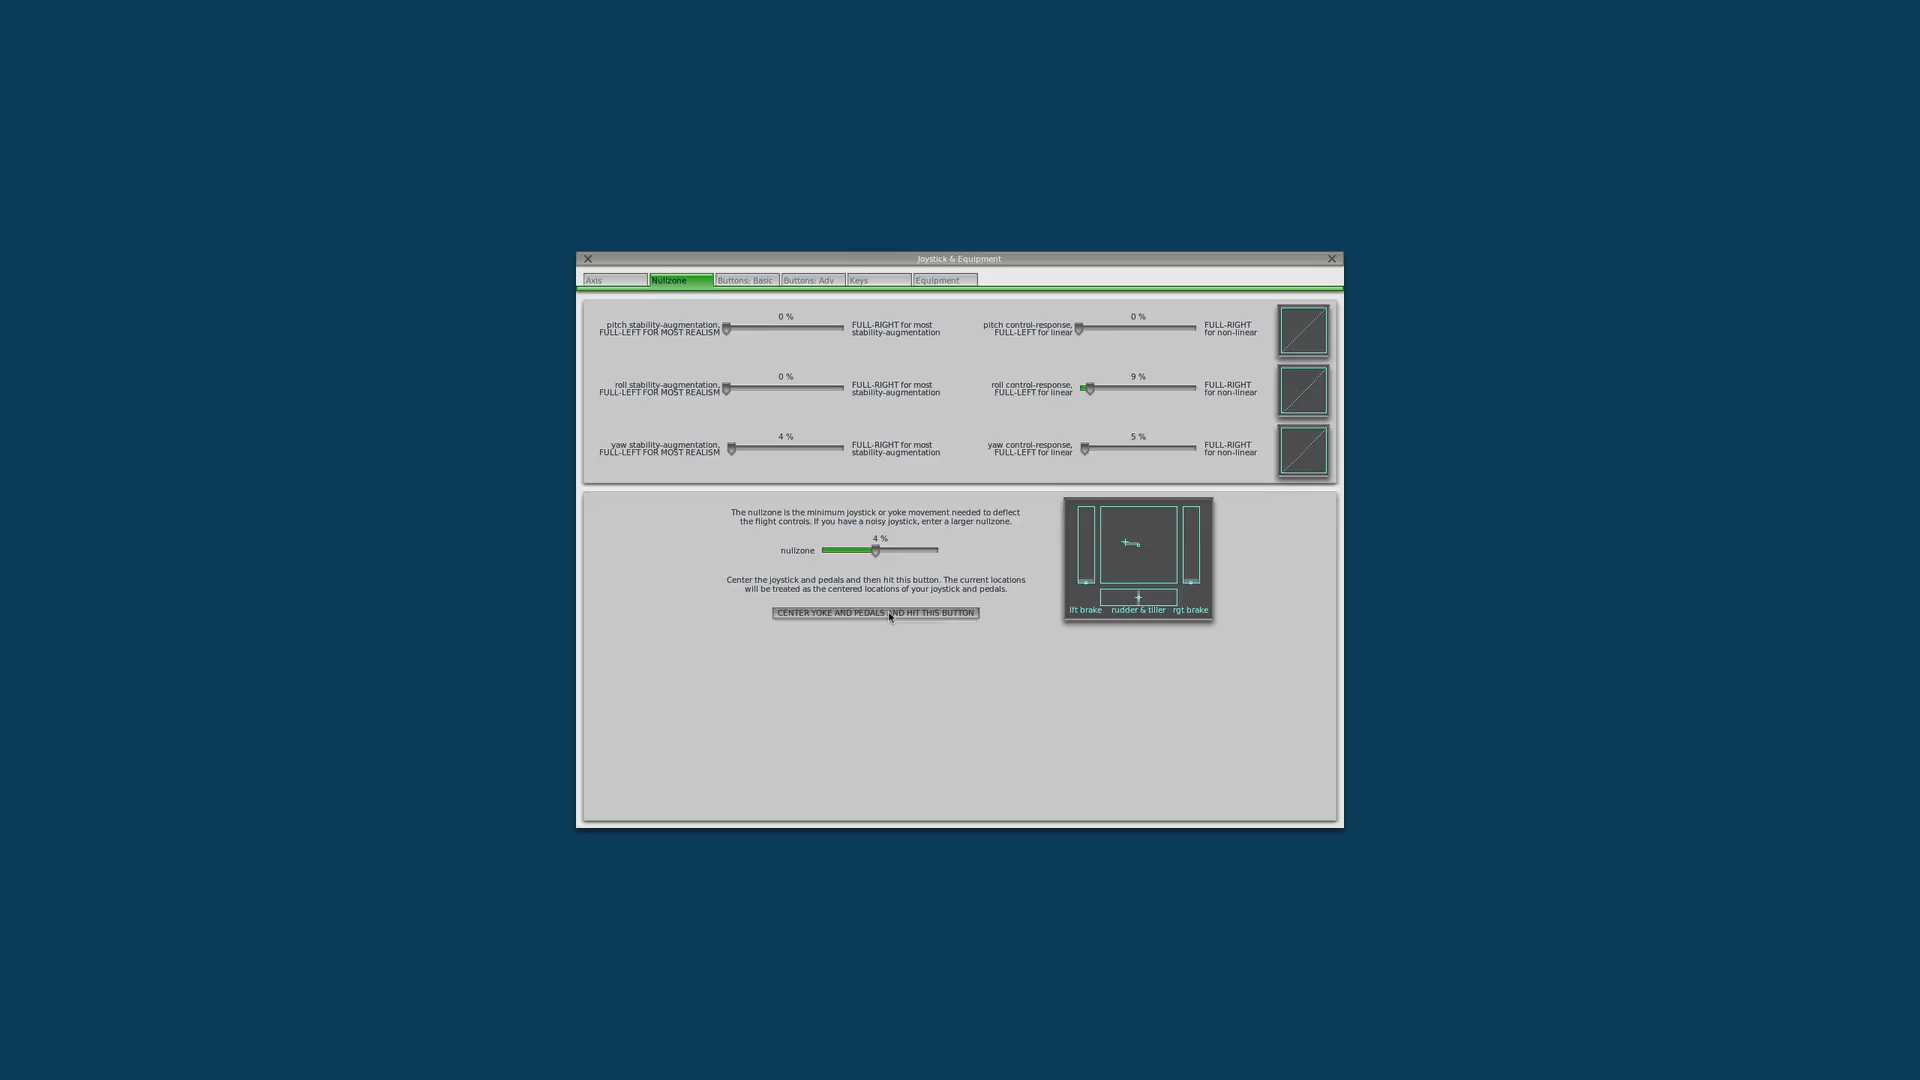 Joystick & Equipment
Axis
Nullzone
Buttons: Basic
Buttons: Adv
Keys
Equipment
0 %
pitch stability-augmentation,
FULL-LEFT FOR MOST REALISM
FULL-RIGHT for most
stability-augmentation
0 %
pitch control-response,
FULL-LEFT for linear
FULL-RIGHT
for non-linear
0 %
roll stability-augmentation,
FULL-LEFT FOR MOST REALISM
FULL-RIGHT for most
stability-augmentation
9 %
roll control-response,
FULL-LEFT for linear
FULL-RIGHT
for non-linear
4 %
yaw stability-augmentation,
FULL-LEFT FOR MOST REALISM
FULL-RIGHT for most
stability-augmentation
5 %
yaw control-response,
FULL-LEFT for linear
FULL-RIGHT
for non-linear
The nullzone is the minimum joystick or yoke movement needed to deflect
the flight controls. If you have a noisy joystick, enter a larger nullzone.
4 %
nullzone
Center the joystick and pedals and then hit this button. The current locations
will be treated as the centered locations of your joystick and pedals.
CENTER YOKE AND PEDALS AND HIT THIS BUTTON
lft brake
rudder & tiller
rgt brake